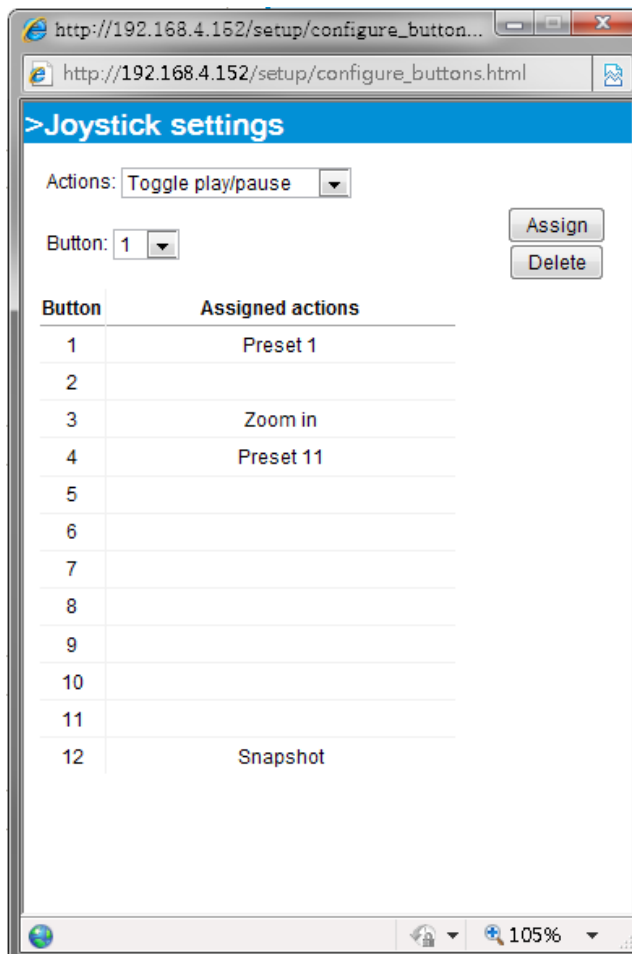 http://192.168.4.152/setup/configure_button...
http://192.168.4.152/setup/configure_buttons.html
>Joystick settings
Actions: Toggle play/pause
Button: 1
Assign
Delete
Button Assigned actions
1 Preset 1
2
3 Zoom in
4 Preset 11
5
6
7
8
9
10
11
12 Snapshot
105%